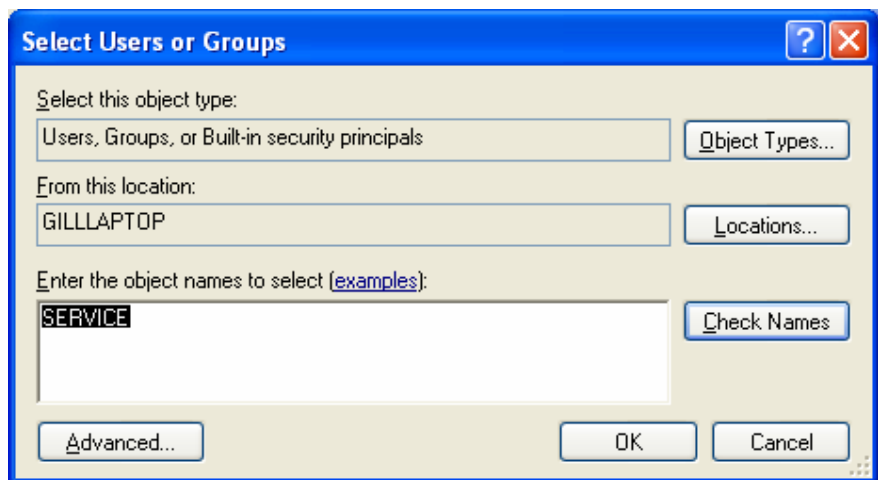 Select Users or Groups
Select this object type:
Users, Groups, or Built-in security principals
Object Types...
From this location:
GILLLAPTOP
Locations...
Enter the object names to select (examples):
SERVICE
Check Names
Advanced...
OK
Cancel